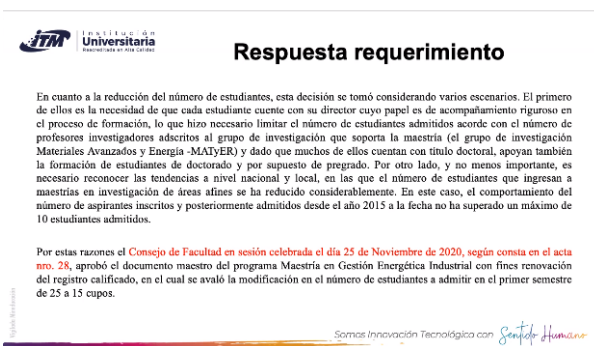 iTM
Institución
Universitaria
Reacreditada en Alta Calidad
Respuesta requerimiento
En cuanto a la reducción del número de estudiantes, esta decisión se tomó considerando varios escenarios. El primero
de ellos es la necesidad de que cada estudiante cuente con su director cuyo papel es de acompañamiento riguroso en
el proceso de formación, lo que hizo necesario limitar el número de estudiantes admitidos acorde con el número de
profesores investigadores adscritos al grupo de investigación que soporta la maestría (el grupo de investigación
Materiales Avanzados y Energía -MATyER) y dado que muchos de ellos cuentan con título doctoral, apoyan también
la formación de estudiantes de doctorado y por supuesto de pregrado. Por otro lado, y no menos importante, es
necesario reconocer las tendencias a nivel nacional y local, en las que el número de estudiantes que ingresan a
maestrías en investigación de áreas afines se ha reducido considerablemente. En este caso, el comportamiento del
número de aspirantes inscritos y posteriormente admitidos desde el año 2015 a la fecha no ha superado un máximo de
10 estudiantes admitidos.
Por estas razones el Consejo de Facultad en sesión celebrada el día 25 de Noviembre de 2020, según consta en el acta
nro. 28, aprobó el documento maestro del programa Maestría en Gestión Energética Industrial con fines renovación
del registro calificado, en el cual se avaló la modificación en el número de estudiantes a admitir en el primer semestre
de 25 a 15 cupos.
Somos Innovación Tecnológica con Sentido Humano